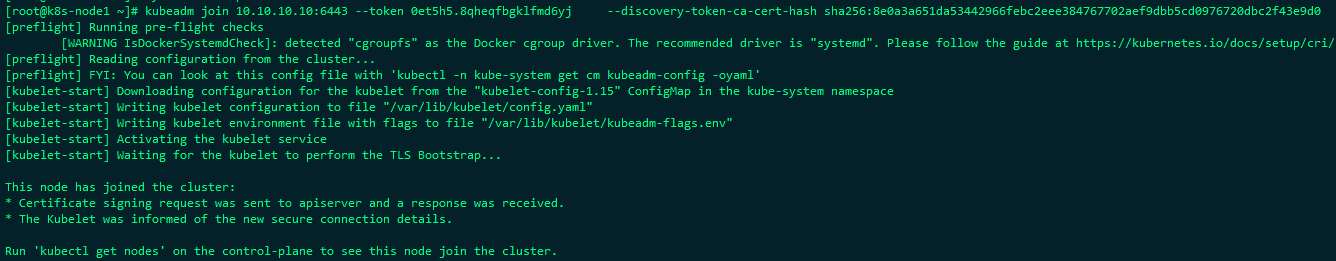 [root@k8s-node1 ~]# kubeadm join 10.10.10.10:6443 --token 0et5h5.8qheqfbgklfmd6yj     --discovery-token-ca-cert-hash sha256:8e0a3a651da53442966febc2eee384767702aef9dbb5cd0976720dbc2f43e9d0
[preflight] Running pre-flight checks
        [WARNING IsDockerSystemdCheck]: detected "cgroupfs" as the Docker cgroup driver. The recommended driver is "systemd". Please follow the guide at https://kubernetes.io/docs/setup/cri/
[preflight] Reading configuration from the cluster...
[preflight] FYI: You can look at this config file with 'kubectl -n kube-system get cm kubeadm-config -oyaml'
[kubelet-start] Downloading configuration for the kubelet from the "kubelet-config-1.15" ConfigMap in the kube-system namespace
[kubelet-start] Writing kubelet configuration to file "/var/lib/kubelet/config.yaml"
[kubelet-start] Writing kubelet environment file with flags to file "/var/lib/kubelet/kubeadm-flags.env"
[kubelet-start] Activating the kubelet service
[kubelet-start] Waiting for the kubelet to perform the TLS Bootstrap...

This node has joined the cluster:
* Certificate signing request was sent to apiserver and a response was received.
* The Kubelet was informed of the new secure connection details.

Run 'kubectl get nodes' on the control-plane to see this node join the cluster.